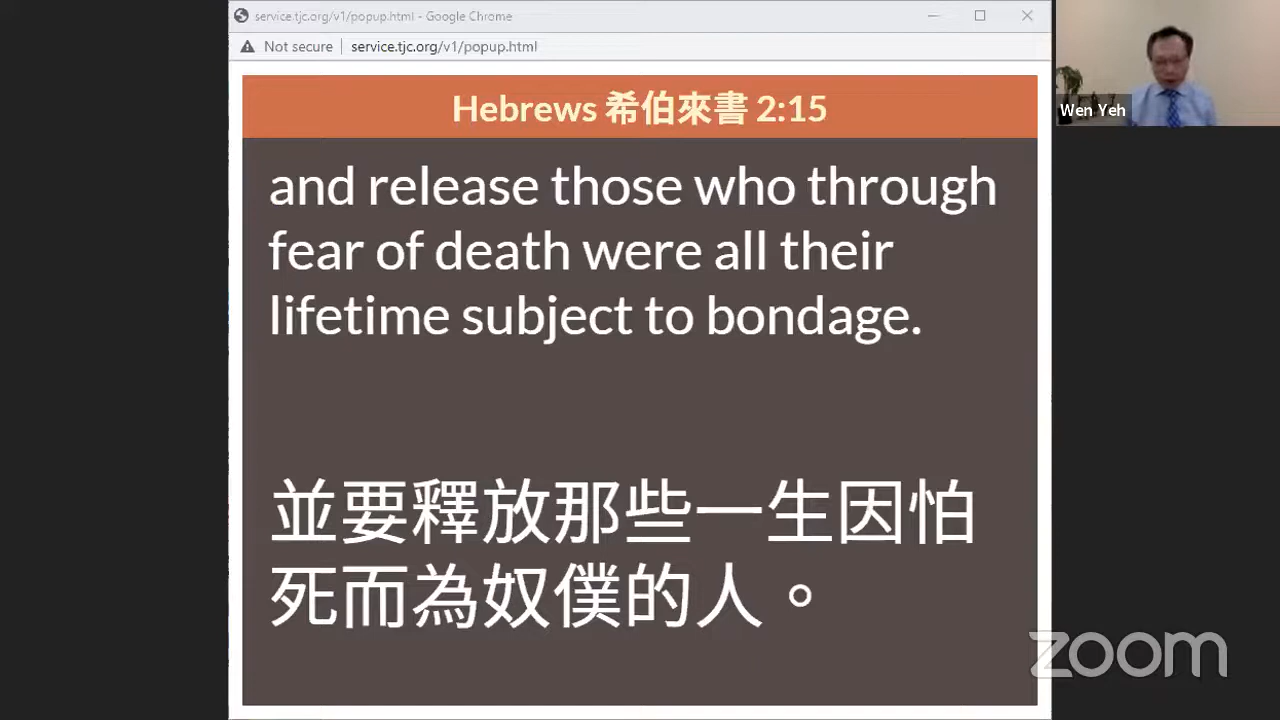 service.tjc.org/v1/popup.html - Google Chrome
Not secure service.tjc.org/v1/popup.html
Hebrews 希伯來書 2:15
and release those who through
fear of death were all their
lifetime subject to bondage.
並要釋放那些一生因怕
死而為奴僕的人。
Wen Yeh
zoom